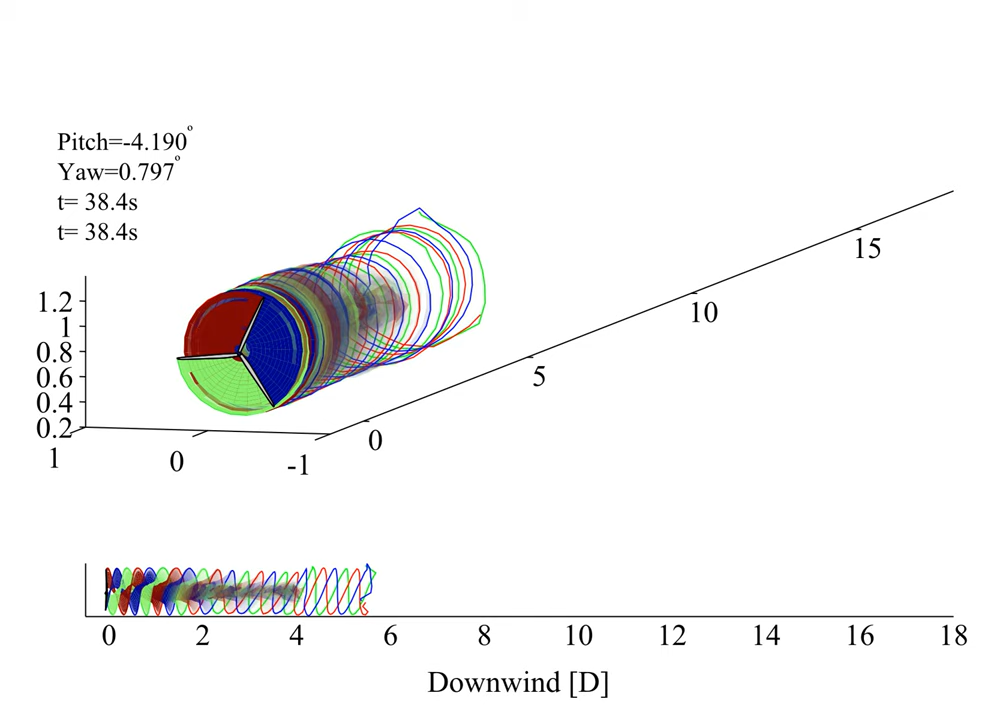 Pitch=-4.190°
Yaw=0.797°
t= 38.4s
t= 38.4s
1.2
1
0.8
0.6
0.4
0.2
1
0
-1
0
5
10
15
0 2 4 6 8 10 12 14 16 18
Downwind [D]